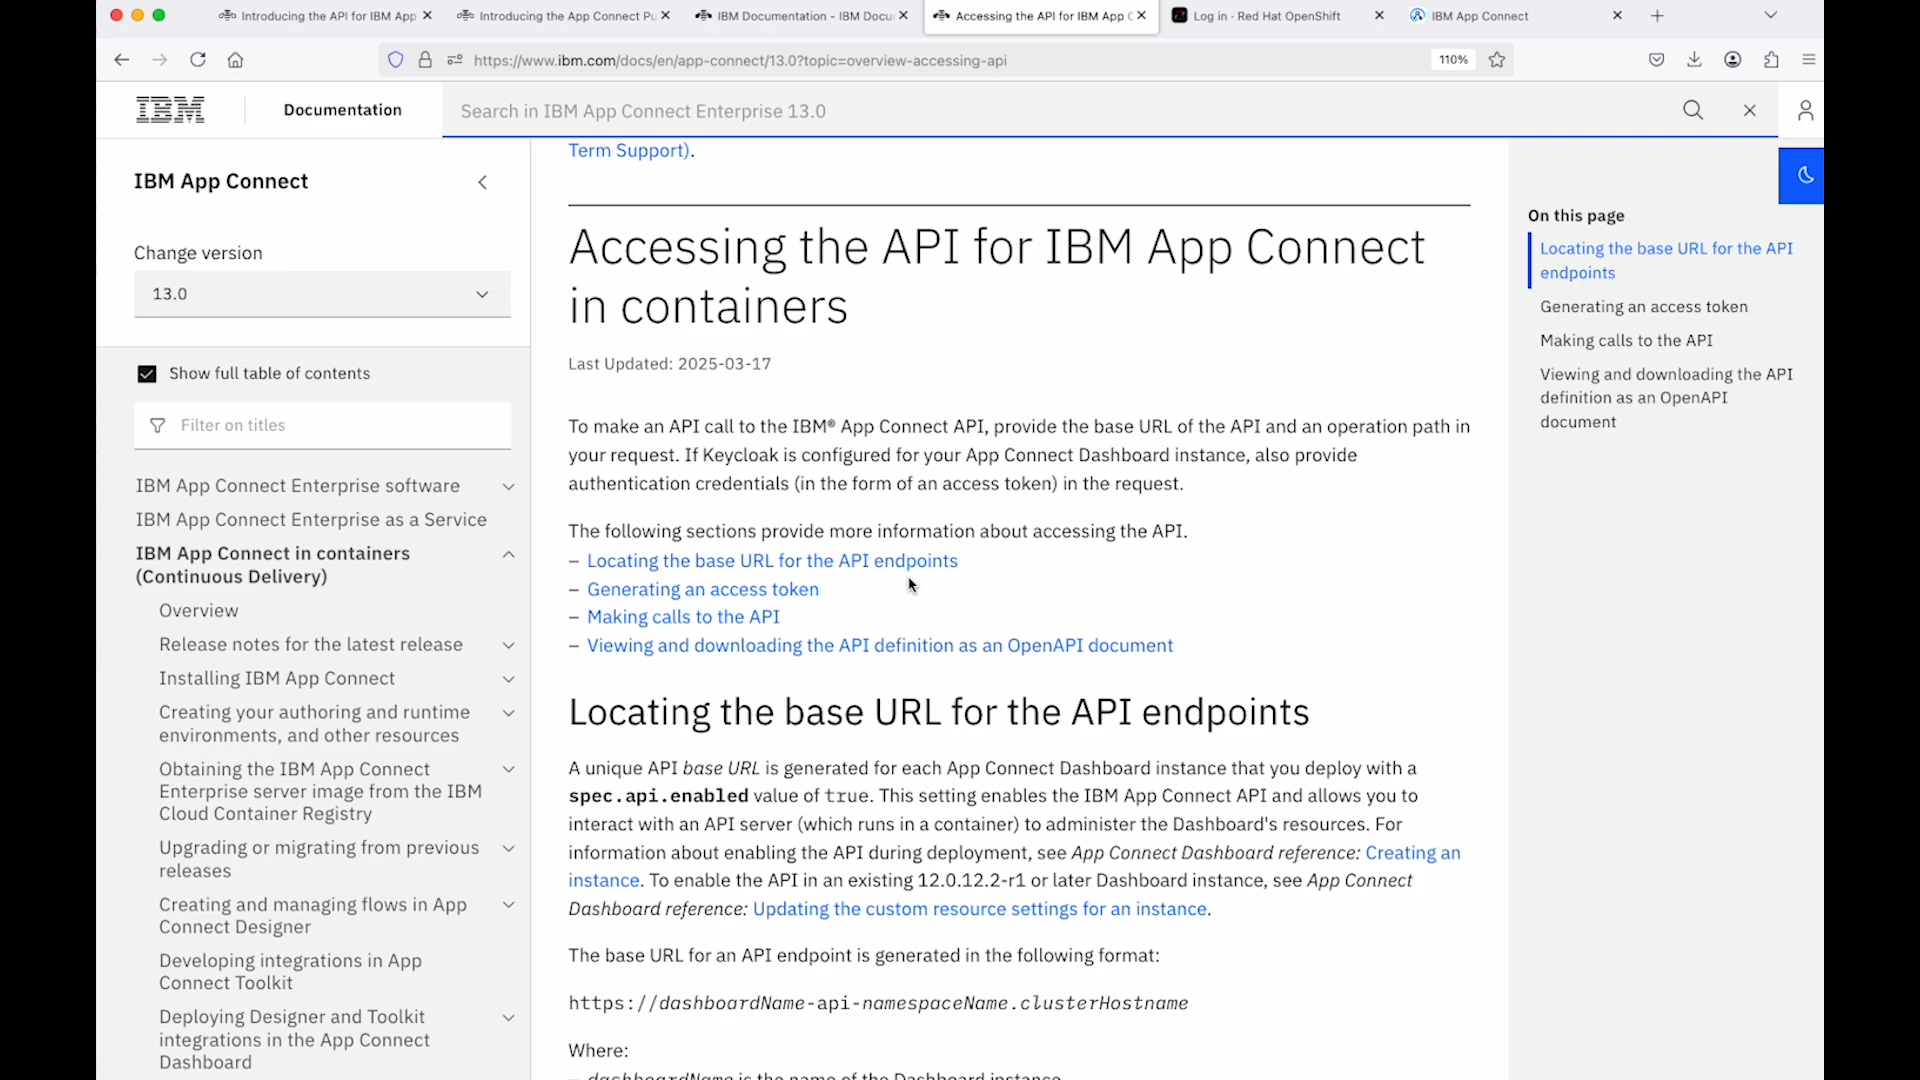 Introducing the API for IBM App
Introducing the App Connect Pu
IBM Documentation - IBM Docu
Accessing the API for IBM App C
Log in · Red Hat OpenShift
IBM App Connect
https://www.ibm.com/docs/en/app-connect/13.0?topic=overview-accessing-api
110%
IBM
Documentation
Search in IBM App Connect Enterprise 13.0
IBM App Connect
Change version
13.0
Show full table of contents
Filter on titles
IBM App Connect Enterprise software
IBM App Connect Enterprise as a Service
IBM App Connect in containers
(Continuous Delivery)
Overview
Release notes for the latest release
Installing IBM App Connect
Creating your authoring and runtime
environments, and other resources
Obtaining the IBM App Connect
Enterprise server image from the IBM
Cloud Container Registry
Upgrading or migrating from previous
releases
Creating and managing flows in App
Connect Designer
Developing integrations in App
Connect Toolkit
Deploying Designer and Toolkit
integrations in the App Connect
Dashboard
Term Support).
Accessing the API for IBM App Connect
in containers
Last Updated: 2025-03-17
To make an API call to the IBM® App Connect API, provide the base URL of the API and an operation path in
your request. If Keycloak is configured for your App Connect Dashboard instance, also provide
authentication credentials (in the form of an access token) in the request.
The following sections provide more information about accessing the API.
– Locating the base URL for the API endpoints
– Generating an access token
– Making calls to the API
– Viewing and downloading the API definition as an OpenAPI document
Locating the base URL for the API endpoints
A unique API base URL is generated for each App Connect Dashboard instance that you deploy with a
spec.api.enabled value of true. This setting enables the IBM App Connect API and allows you to
interact with an API server (which runs in a container) to administer the Dashboard's resources. For
information about enabling the API during deployment, see App Connect Dashboard reference: Creating an
instance. To enable the API in an existing 12.0.12.2-r1 or later Dashboard instance, see App Connect
Dashboard reference: Updating the custom resource settings for an instance.
The base URL for an API endpoint is generated in the following format:
https://dashboardName-api-namespaceName.clusterHostname
Where:
– dashboardName is the name of the Dashboard instance
On this page
Locating the base URL for the API
endpoints
Generating an access token
Making calls to the API
Viewing and downloading the API
definition as an OpenAPI
document